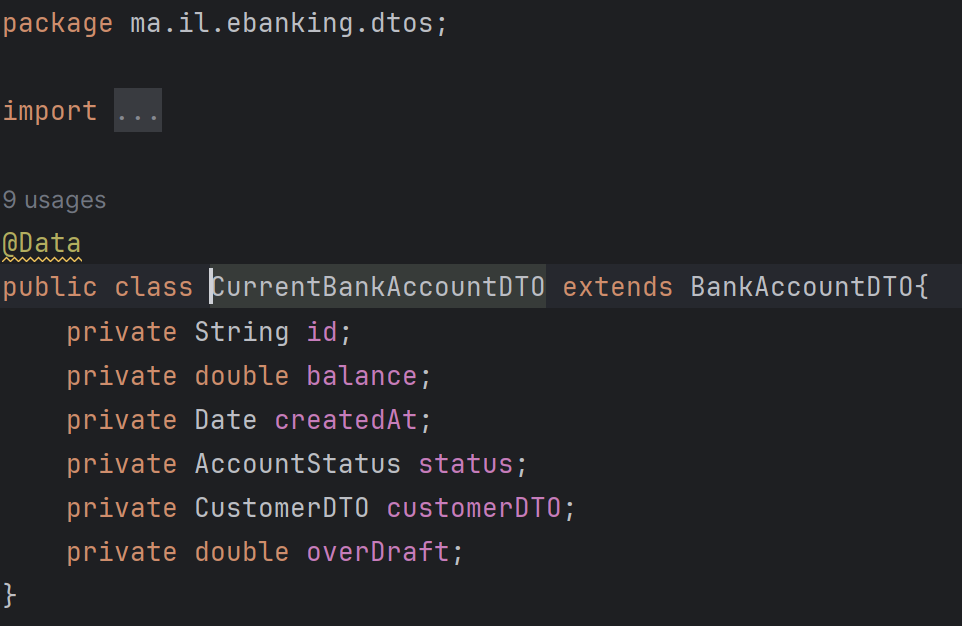 package ma.il.ebanking.dtos;
import ...
9 usages
@Data
public class CurrentBankAccountDTO extends BankAccountDTO{
    private String id;
    private double balance;
    private Date createdAt;
    private AccountStatus status;
    private CustomerDTO customerDTO;
    private double overDraft;
}